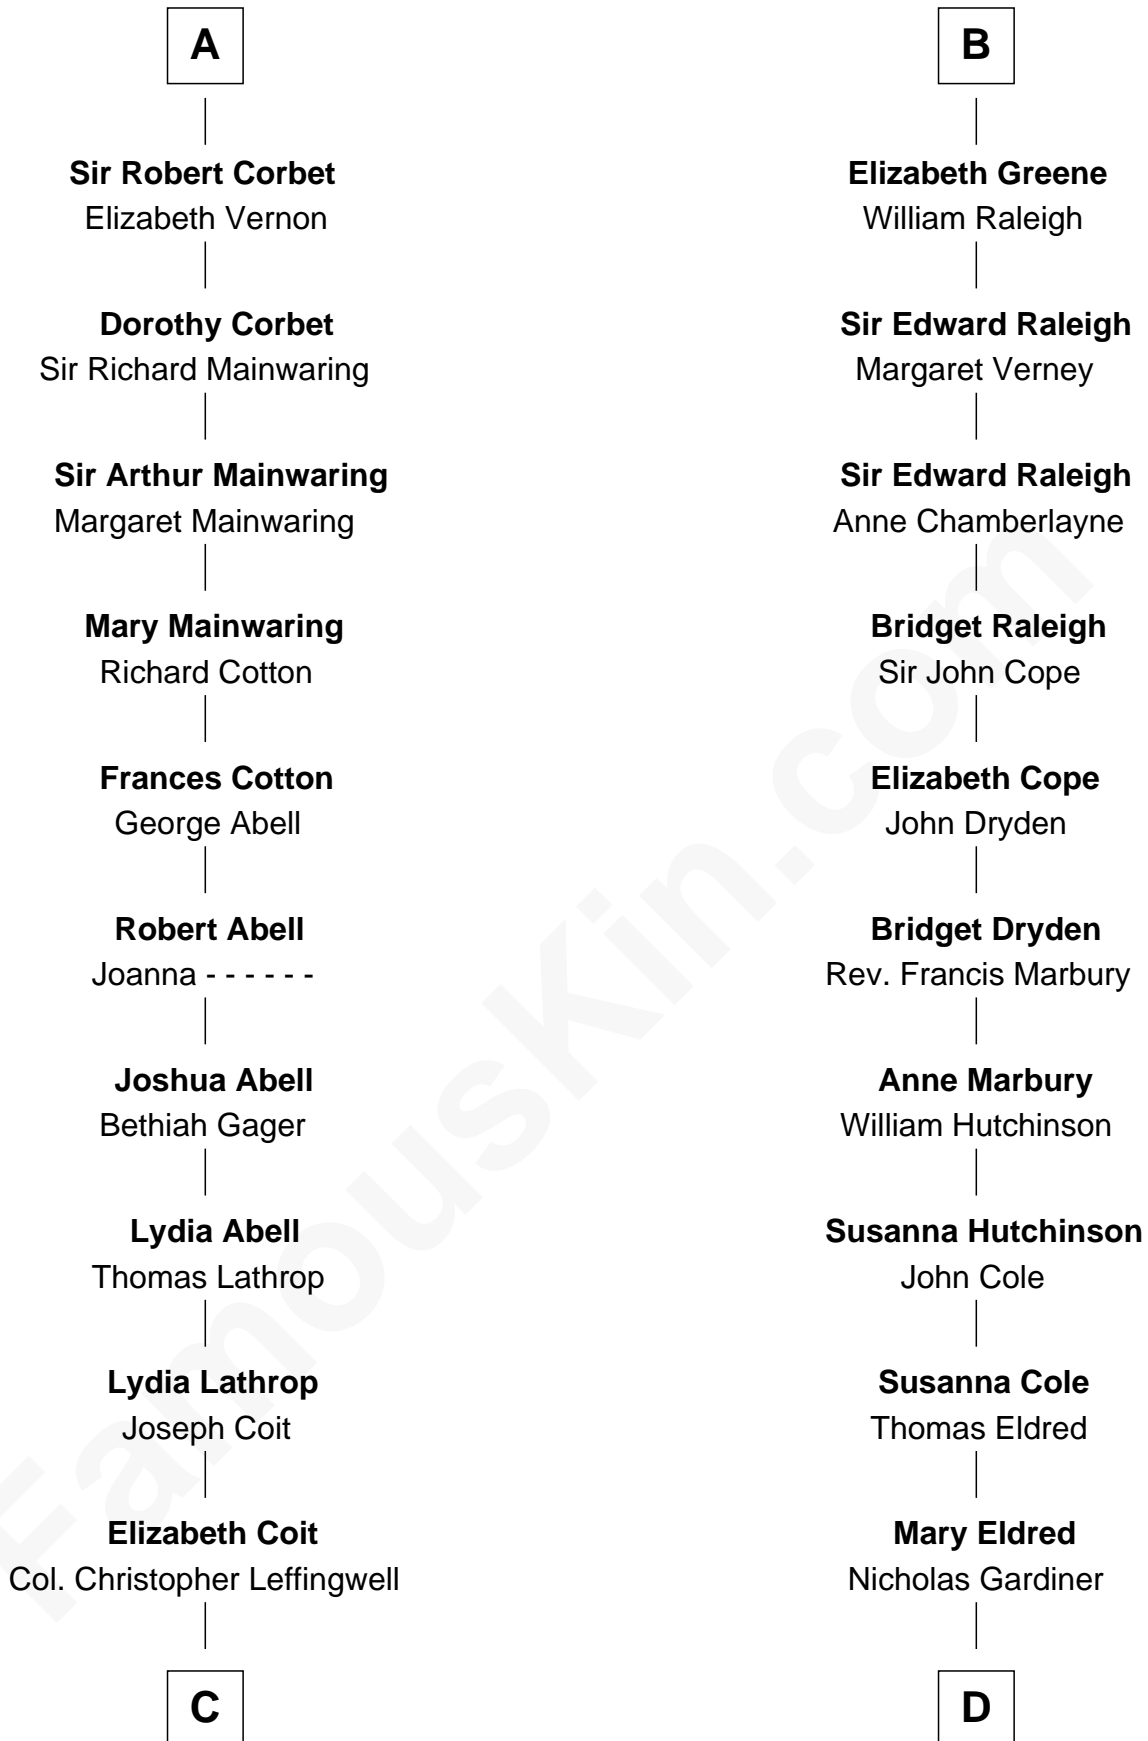 A
Sir Robert Corbet
Elizabeth Vernon
Dorothy Corbet
Sir Richard Mainwaring
Sir Arthur Mainwaring
Margaret Mainwaring
Mary Mainwaring
Richard Cotton
Frances Cotton
George Abell
Robert Abell
Joanna - - - - - -
Joshua Abell
Bethiah Gager
Lydia Abell
Thomas Lathrop
Lydia Lathrop
Joseph Coit
Elizabeth Coit
Col. Christopher Leffingwell
C
B
Elizabeth Greene
William Raleigh
Sir Edward Raleigh
Margaret Verney
Sir Edward Raleigh
Anne Chamberlayne
Bridget Raleigh
Sir John Cope
Elizabeth Cope
John Dryden
Bridget Dryden
Rev. Francis Marbury
Anne Marbury
William Hutchinson
Susanna Hutchinson
John Cole
Susanna Cole
Thomas Eldred
Mary Eldred
Nicholas Gardiner
D
FamousKin.com